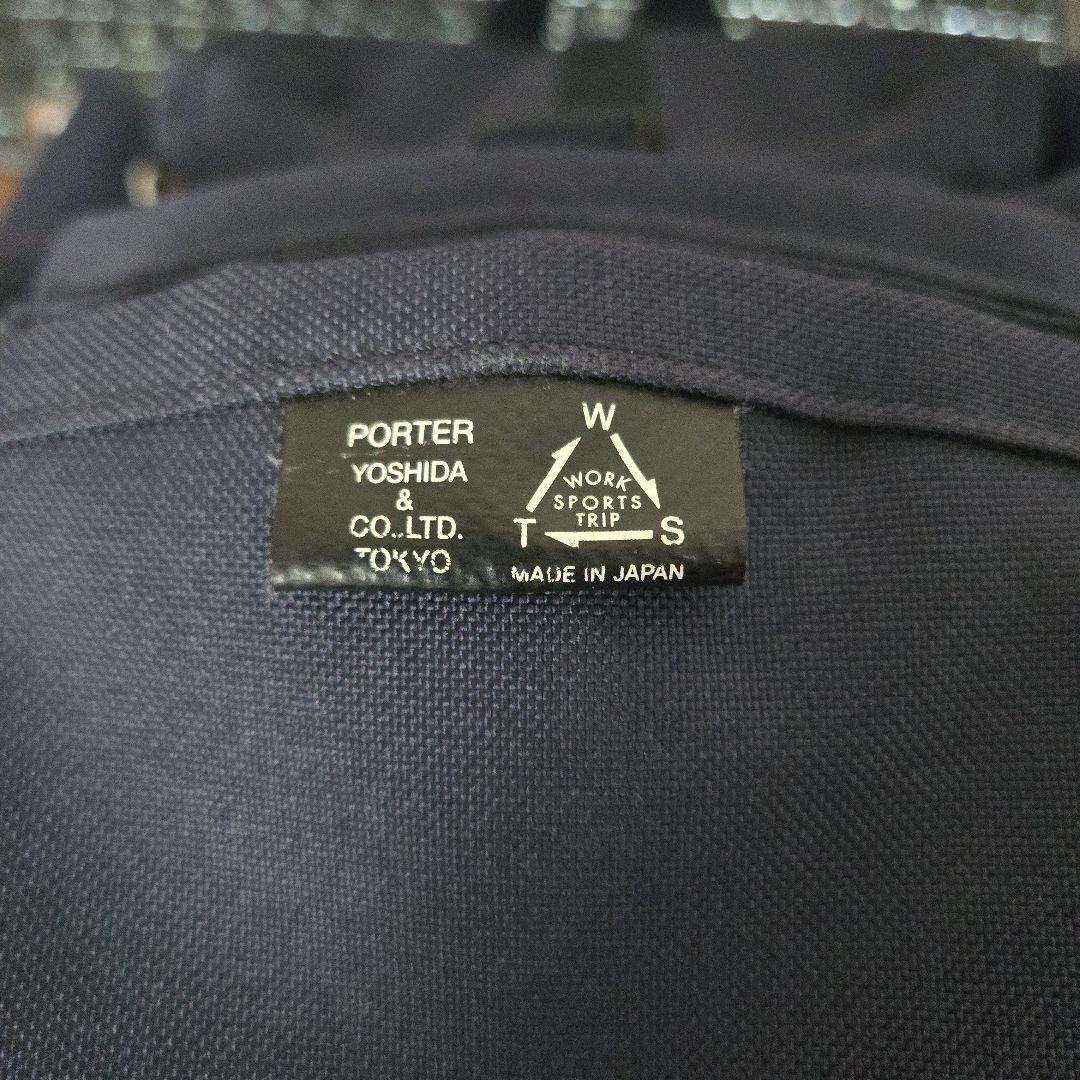 PORTER
YOSHIDA
&
CO.,LTD.
TOKYO
W
WORK
SPORTS
TRIP
T S
MADE IN JAPAN